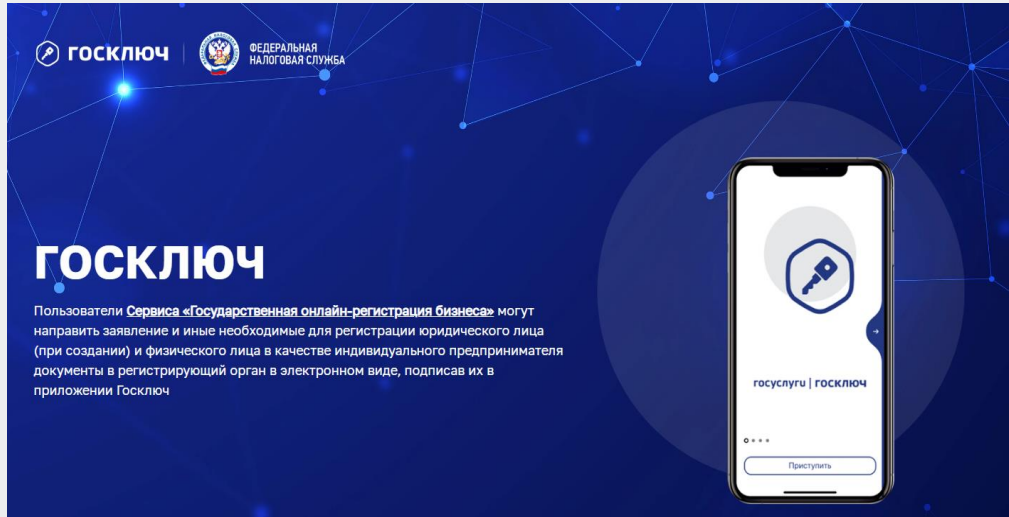 ГОСКЛЮЧ
ФЕДЕРАЛЬНАЯ
НАЛОГОВАЯ СЛУЖБА
ГОСКЛЮЧ
Пользователи Сервиса «Государственная онлайн-регистрация бизнеса» могут
направить заявление и иные необходимые для регистрации юридического лица
(при создании) и физического лица в качестве индивидуального предпринимателя
документы в регистрирующий орган в электронном виде, подписав их в
приложении Госключ
госуслуги | ГОСКЛЮЧ
Приступить